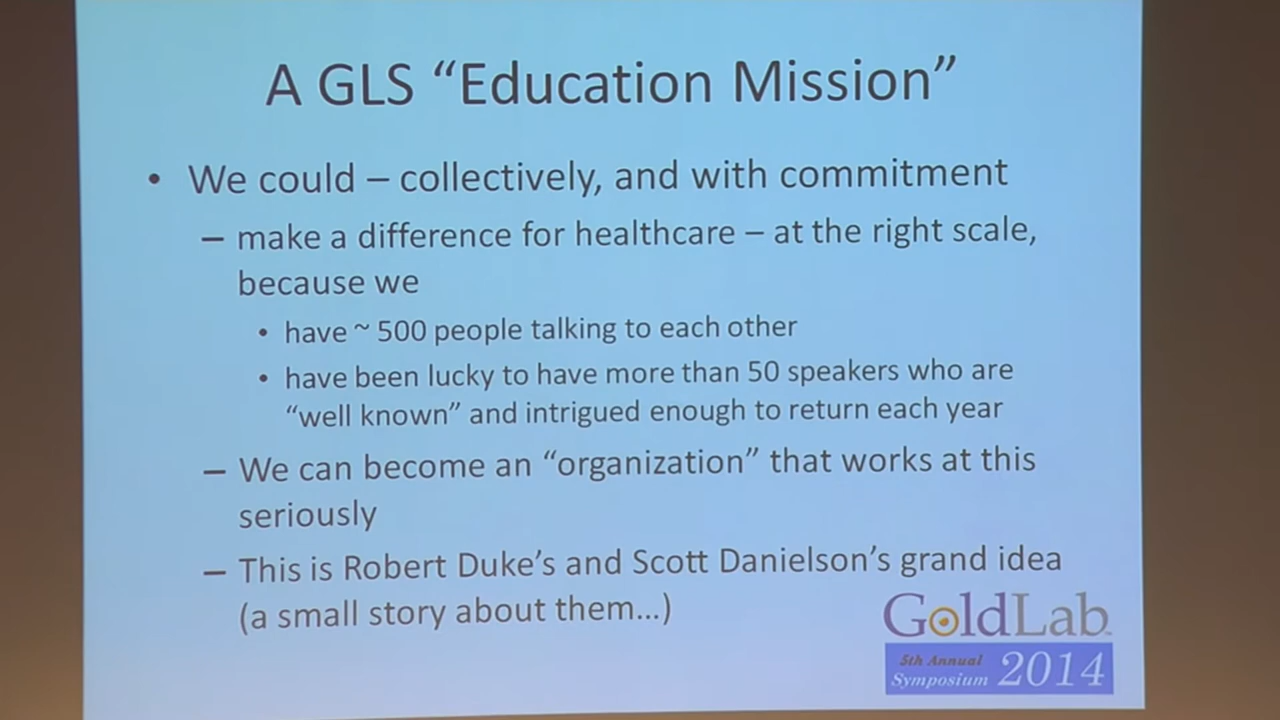 A GLS “Education Mission”
• We could – collectively, and with commitment
– make a difference for healthcare – at the right scale,
because we
• have ~ 500 people talking to each other
• have been lucky to have more than 50 speakers who are
“well known” and intrigued enough to return each year
– We can become an “organization” that works at this
seriously
– This is Robert Duke’s and Scott Danielson’s grand idea
(a small story about them…)
GoldLab
5th Annual
Symposium 2014